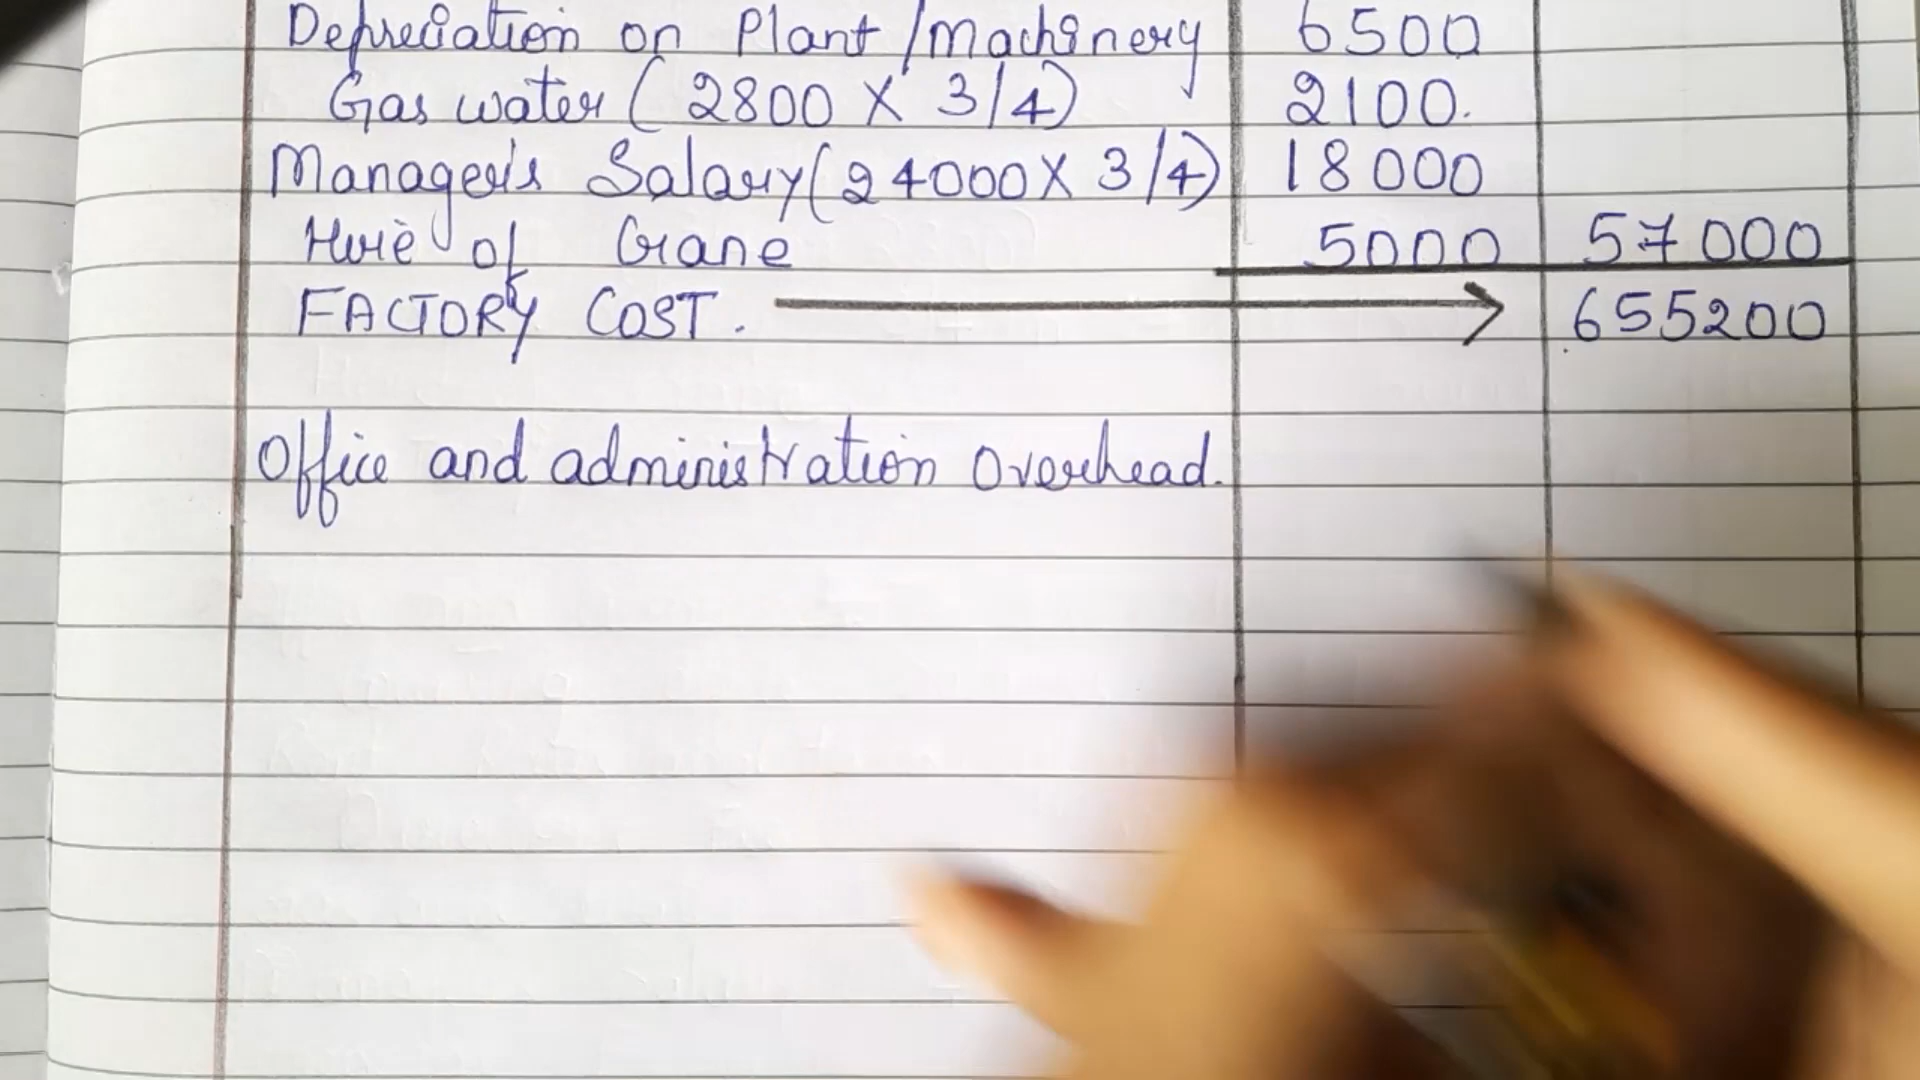 Depreciation on Plant/Machinery 6500
Gas water (2800 X 3/4) 2100.
Manager's Salary (24000 X 3/4) 18000
Hire of Crane 5000 57000
FACTORY COST. 655200
Office and administration Overhead.